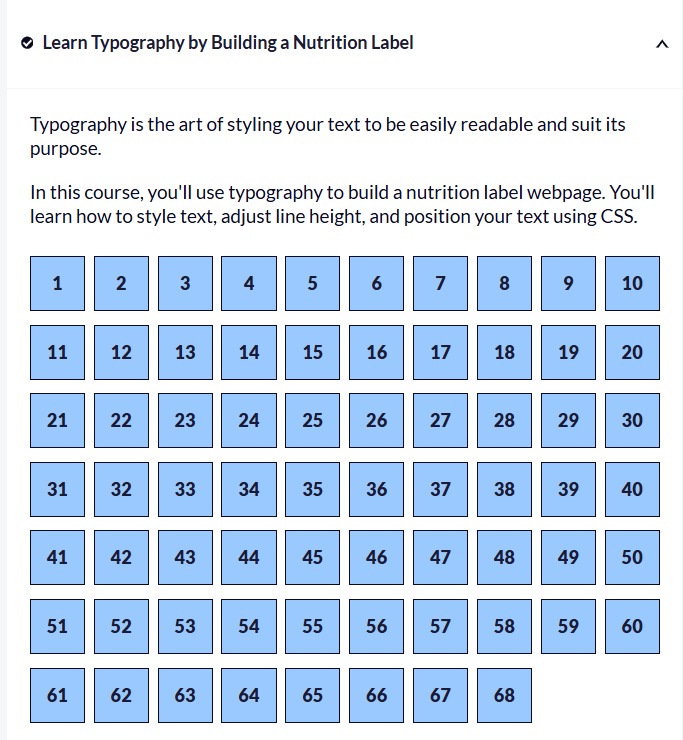 Learn Typography by Building a Nutrition Label
Typography is the art of styling your text to be easily readable and suit its
purpose.
In this course, you'll use typography to build a nutrition label webpage. You'll
learn how to style text, adjust line height, and position your text using CSS.
1 2 3 4 5 6 7 8 9 10
11 12 13 14 15 16 17 18 19 20
21 22 23 24 25 26 27 28 29 30
31 32 33 34 35 36 37 38 39 40
41 42 43 44 45 46 47 48 49 50
51 52 53 54 55 56 57 58 59 60
61 62 63 64 65 66 67 68